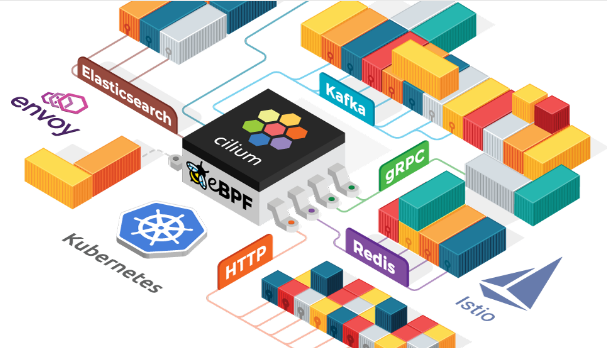 Elasticsearch
envoy
Kafka
cilium
gRPC
eBPF
Kubernetes
HTTP
Redis
Istio